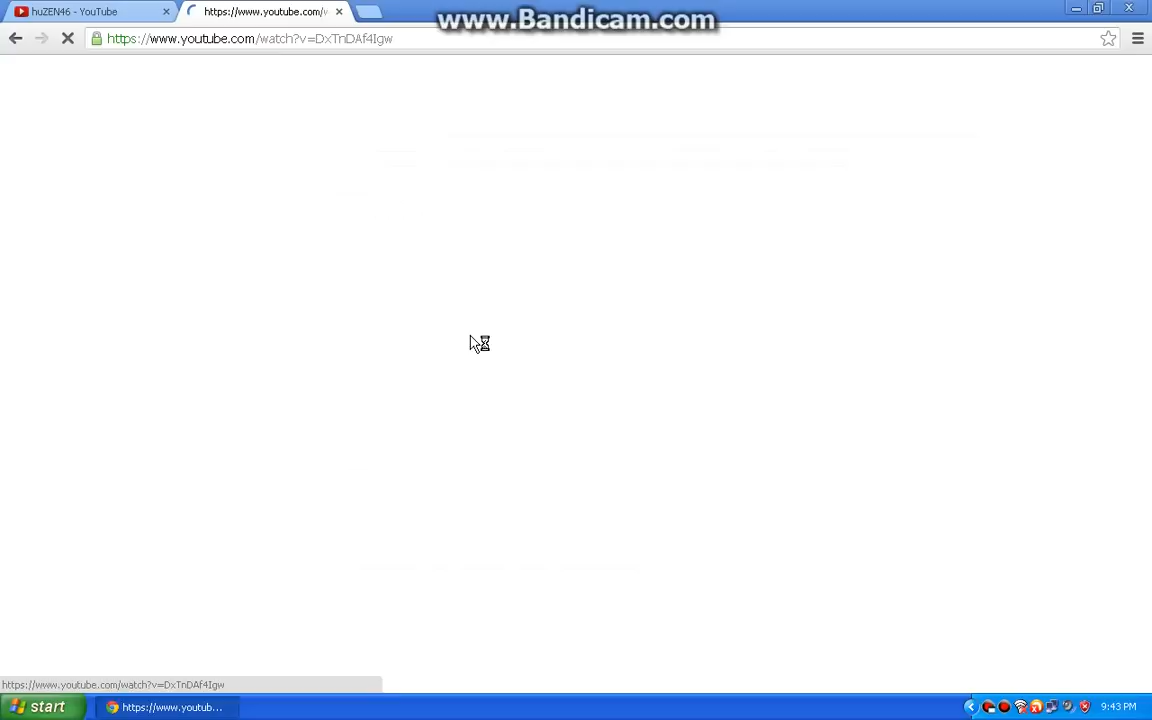 huZEN46 - YouTube
https://www.youtube.com/v
www.Bandicam.com
https://www.youtube.com/watch?v=DxTnDAf4Igw
https://www.youtube.com/watch?v=DxTnDAf4Igw
start
https://www.youtub...
9:43 PM